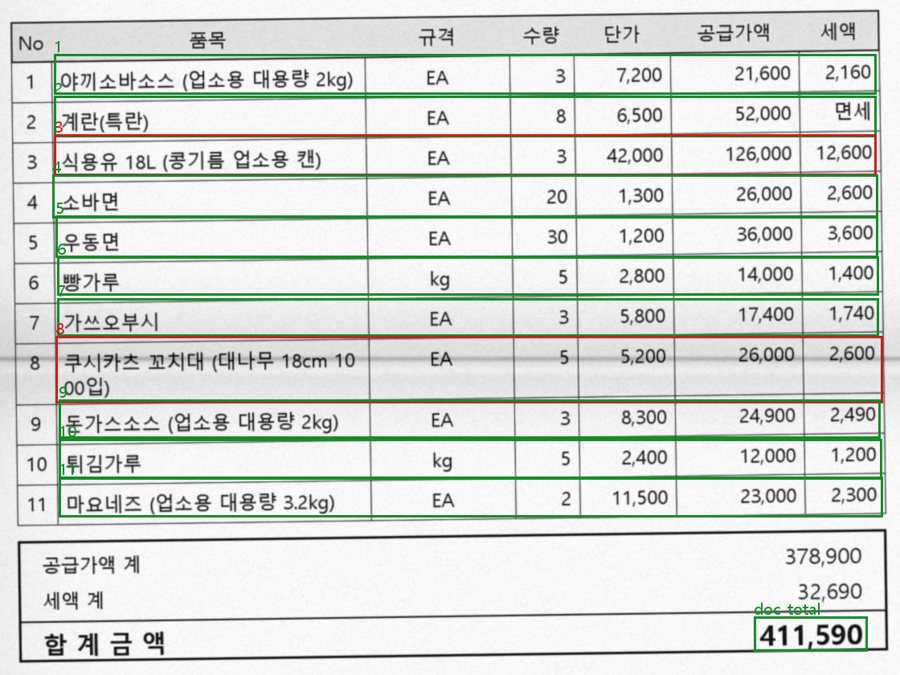 No 품목 규격 수량 단가 공급가액 세액
1
1 야끼소바소스 (업소용 대용량 2kg) EA 3 7,200 21,600 2,160
2
2 계란(특란) EA 8 6,500 52,000 면세
3
3 식용유 18L (콩기름 업소용 캔) EA 3 42,000 126,000 12,600
4
4 소바면 EA 20 1,300 26,000 2,600
5
5 우동면 EA 30 1,200 36,000 3,600
6
6 빵가루 kg 5 2,800 14,000 1,400
7
7 가쓰오부시 EA 3 5,800 17,400 1,740
8
8 쿠시카츠 꼬치대 (대나무 18cm 10 EA 5 5,200 26,000 2,600
00입)
9
9 돈가스소스 (업소용 대용량 2kg) EA 3 8,300 24,900 2,490
10
10 튀김가루 kg 5 2,400 12,000 1,200
11
11 마요네즈 (업소용 대용량 3.2kg) EA 2 11,500 23,000 2,300
공급가액 계 378,900
세액 계 32,690
doc_total
합 계 금 액 411,590